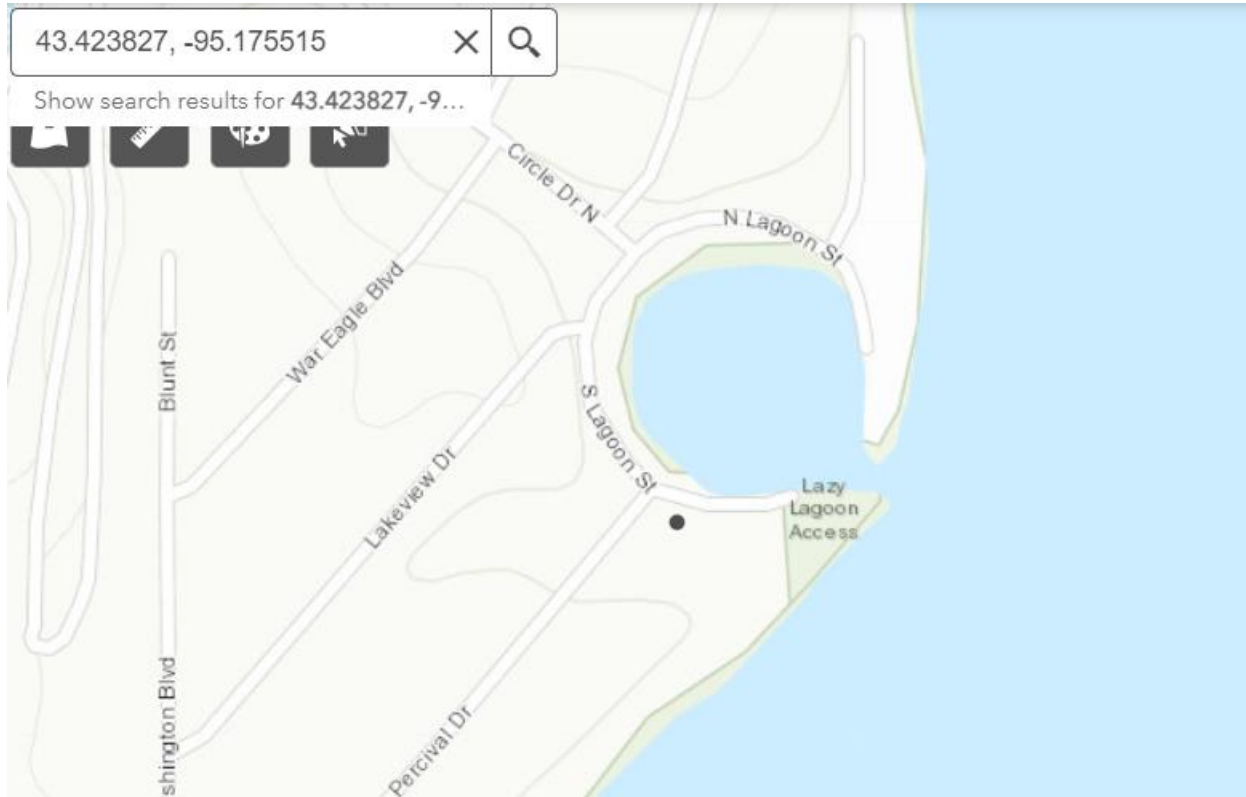 43.423827, -95.175515
Show search results for 43.423827, -9...
Circle Dr N
N Lagoon St
War Eagle Blvd
Blunt St
S Lagoon St
Lakeview Dr
Lazy
Lagoon
Access
shington Blvd
Percival Dr